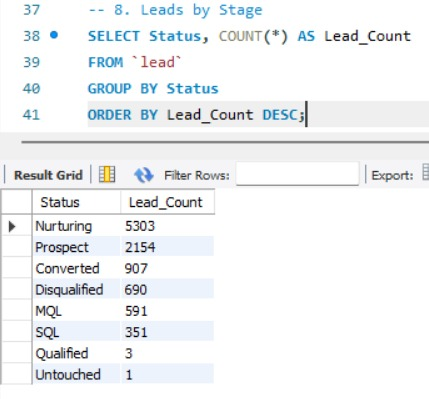 37 -- 8. Leads by Stage
38 SELECT Status, COUNT(*) AS Lead_Count
39 FROM `lead`
40 GROUP BY Status
41 ORDER BY Lead_Count DESC;
Result Grid Filter Rows: Export:
Status Lead_Count
Nurturing 5303
Prospect 2154
Converted 907
Disqualified 690
MQL 591
SQL 351
Qualified 3
Untouched 1